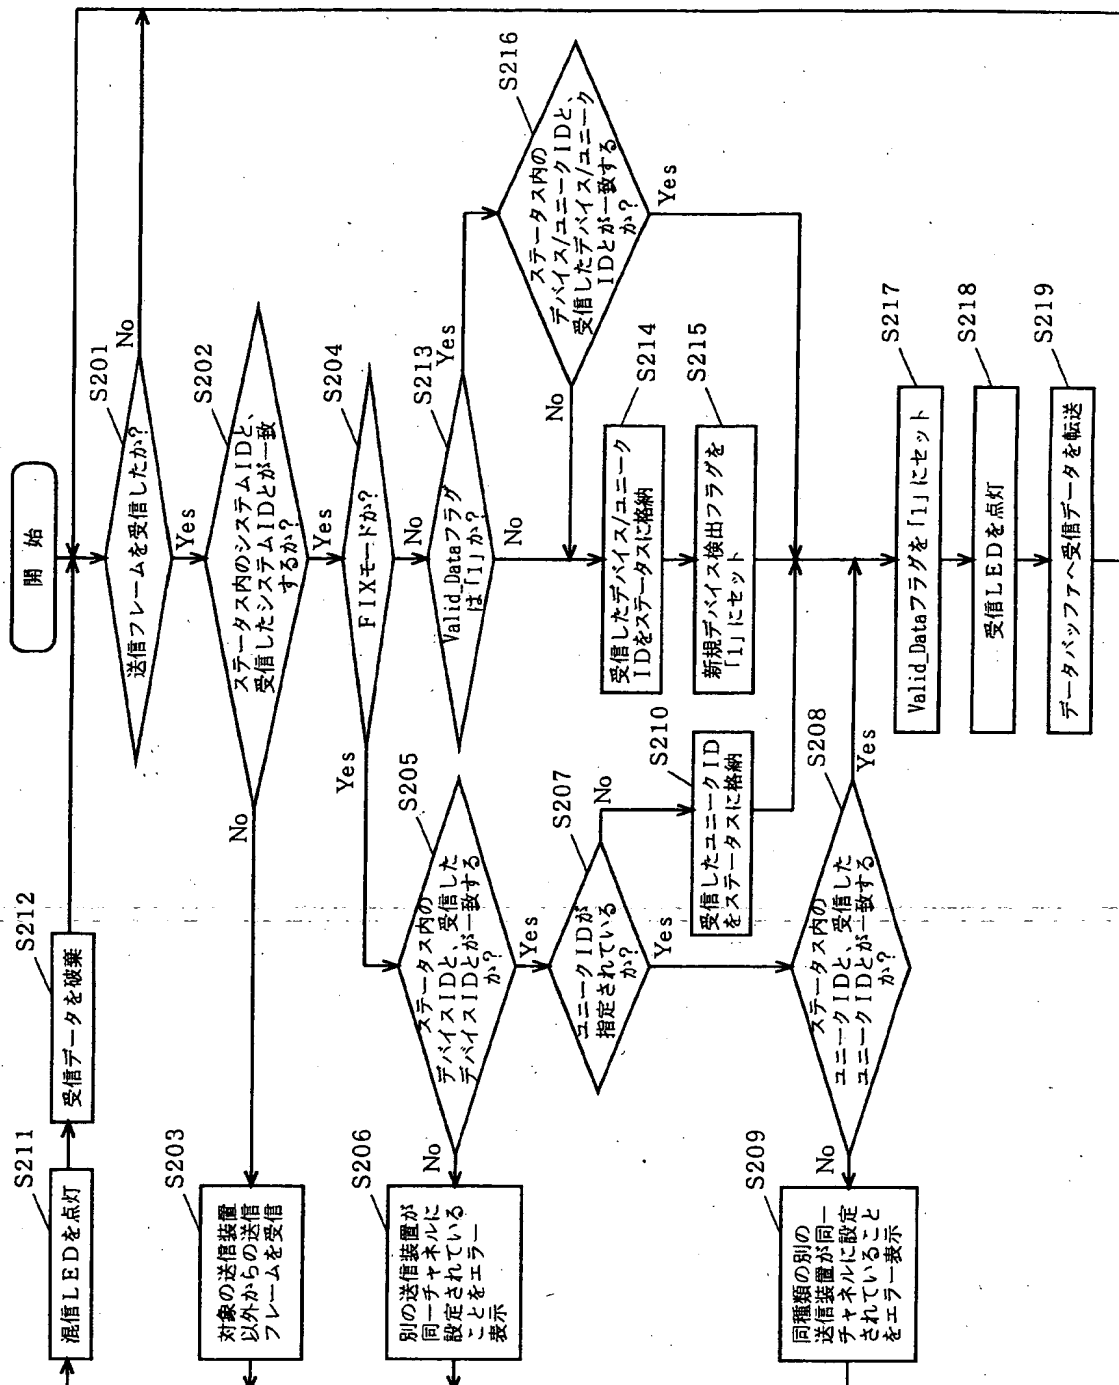 開 始
S201
送信フレームを受信したか?
No
Yes
S202
ステータス内のシステムIDと、
受信したシステムIDとが一致
するか?
No
Yes
S203
対象の送信装置
以外からの送信
フレームを受信
S204
FIXモードか?
Yes
No
S205
ステータス内の
デバイスIDと、受信した
デバイスIDとが一致する
か?
No
Yes
S206
別の送信装置が
同一チャネルに
設定されている
ことをエラー
表示
S207
ユニークIDが
指定されている
か?
No
Yes
S208
ステータス内の
ユニークIDと、受信した
ユニークIDとが一致する
か?
No
Yes
S209
同種類の別の
送信装置が同一
チャネルに設定
されていること
をエラー表示
S210
受信したユニークID
をステータスに格納
S211
混信LEDを点灯
S212
受信データを破棄
S213
Valid_Dataフラグ
は「1」か?
Yes
No
S214
受信したデバイス/ユニーク
IDをステータスに格納
S215
新規デバイス検出フラグを
「1」にセット
S216
ステータス内の
デバイス/ユニークIDと、
受信したデバイス/ユニーク
IDとが一致する
か?
No
Yes
S217
Valid_Dataフラグを「1」にセット
S218
受信LEDを点灯
S219
データバッファへ受信データを転送